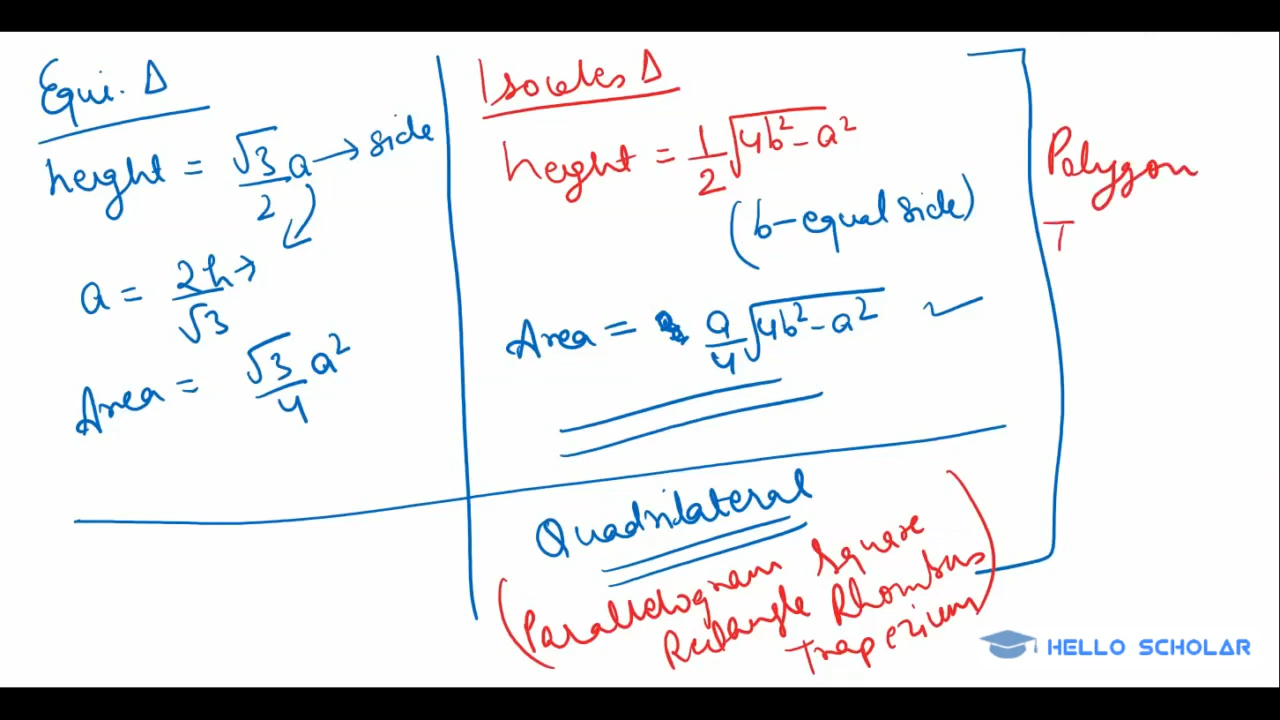 Equi. Δ
height = √3/2 a → side
a = 2h/√3 →
Area = √3/4 a²
Isoceles Δ
height = 1/2 √4b² - a²
(b - equal side)
Area = a/4 √4b² - a² ✓
Quadrilateral
(Parallelogram Square
Rectangle Rhombus
Trapezium)
Polygon
T
HELLO SCHOLAR